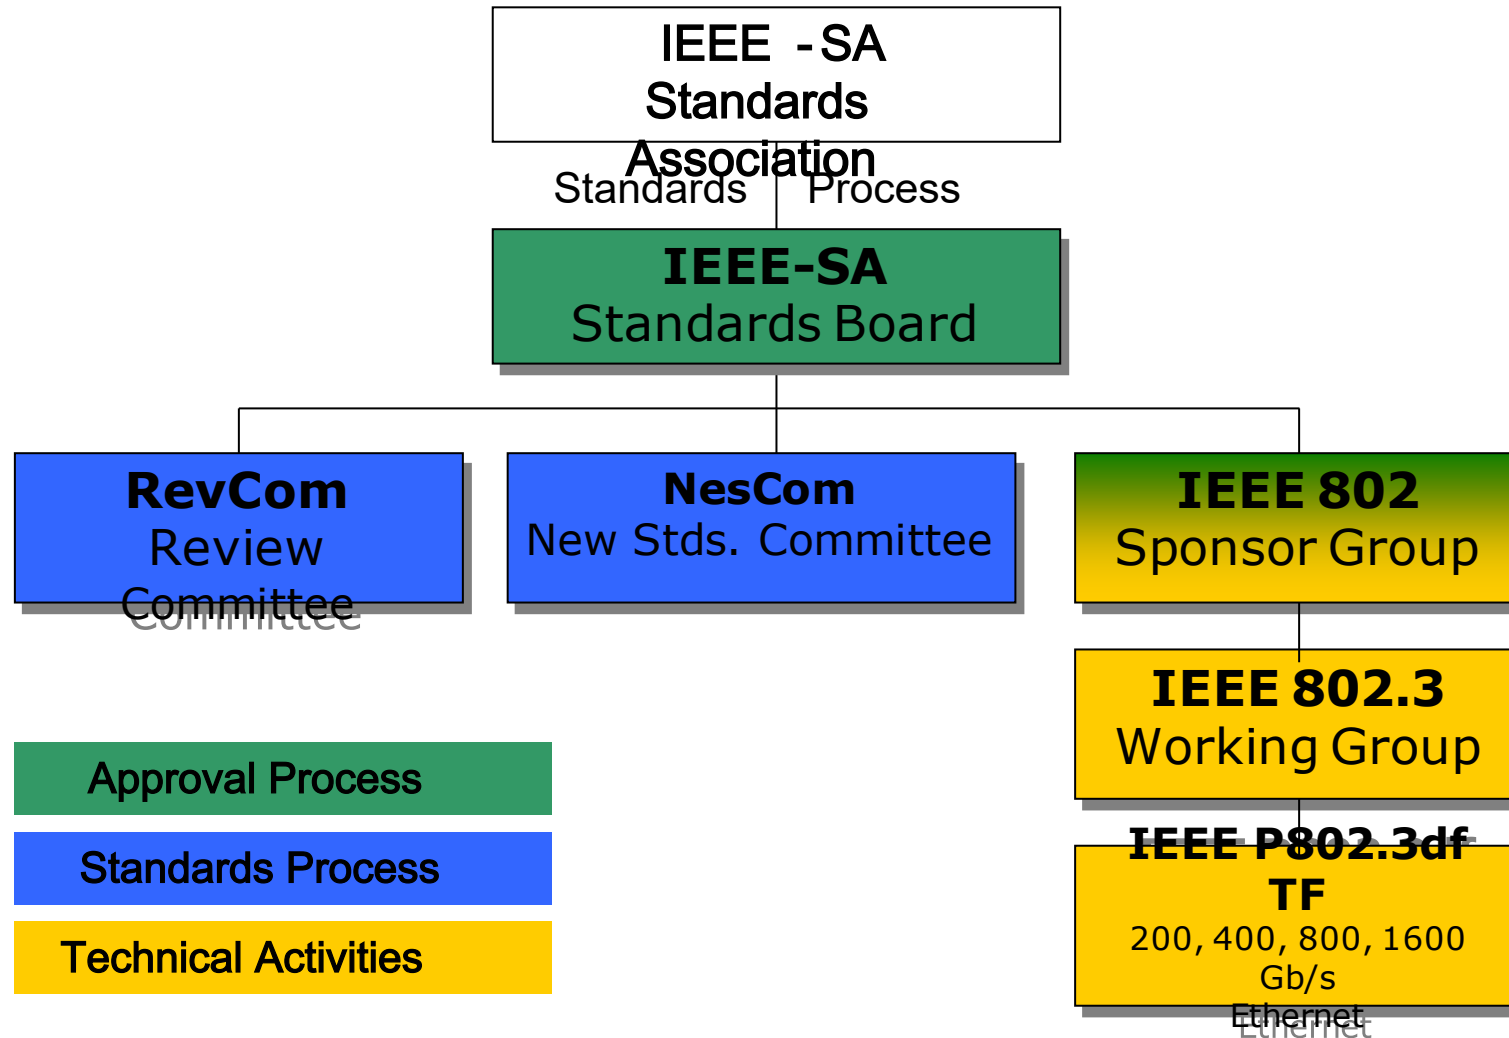 IEEE -SA
Standards
Association
Standards Process
IEEE-SA
Standards Board
RevCom
Review
Committee
NesCom
New Stds. Committee
IEEE 802
Sponsor Group
IEEE 802.3
Working Group
IEEE P802.3df
TF
200, 400, 800, 1600
Gb/s
Ethernet
Approval Process
Standards Process
Technical Activities